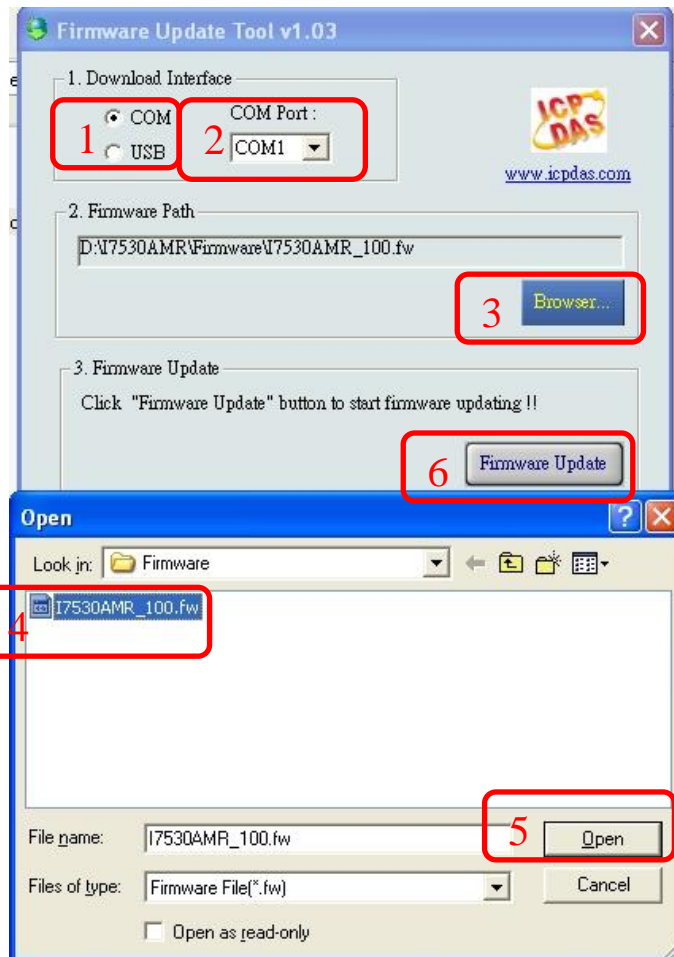 Firmware Update Tool v1.03
1. Download Interface
1
COM
USB
2
COM Port :
COM1
ICP DAS
www.icpdas.com
2. Firmware Path
D:\I7530AMR\Firmware\I7530AMR_100.fw
3
Browser...
3. Firmware Update
Click "Firmware Update" button to start firmware updating !!
6
Firmware Update
Open
Look in:
Firmware
4
I7530AMR_100.fw
File name:
I7530AMR_100.fw
5
Open
Files of type:
Firmware File(*.fw)
Cancel
Open as read-only